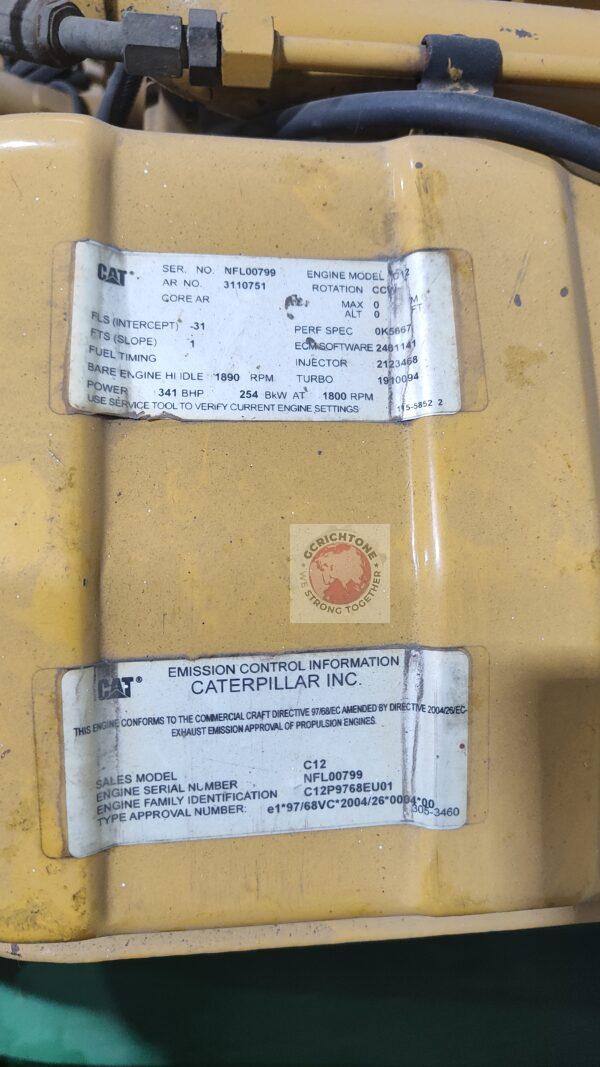 CAT®
SER. NO. NFL00799 ENGINE MODEL C12
AR NO. 3110751 ROTATION CCW
CORE AR MAX 0 M
ALT 0 FT
FLS (INTERCEPT) -31 PERF SPEC 0K5667
FTS (SLOPE) 1 ECM SOFTWARE 2481141
FUEL TIMING INJECTOR 2123468
BARE ENGINE HI IDLE 1890 RPM TURBO 1910094
POWER 341 BHP 254 BkW AT 1800 RPM
USE SERVICE TOOL TO VERIFY CURRENT ENGINE SETTINGS 115-5852 2
GCRICHTONE
WE STRONG TOGETHER
CAT® EMISSION CONTROL INFORMATION
CATERPILLAR INC.
THIS ENGINE CONFORMS TO THE COMMERCIAL CRAFT DIRECTIVE 97/68/EC AMENDED BY DIRECTIVE 2004/26/EC-
EXHAUST EMISSION APPROVAL OF PROPULSION ENGINES.
SALES MODEL C12
ENGINE SERIAL NUMBER NFL00799
ENGINE FAMILY IDENTIFICATION C12P9768EU01
TYPE APPROVAL NUMBER: e1*97/68VC*2004/26*0004*00
305-3460